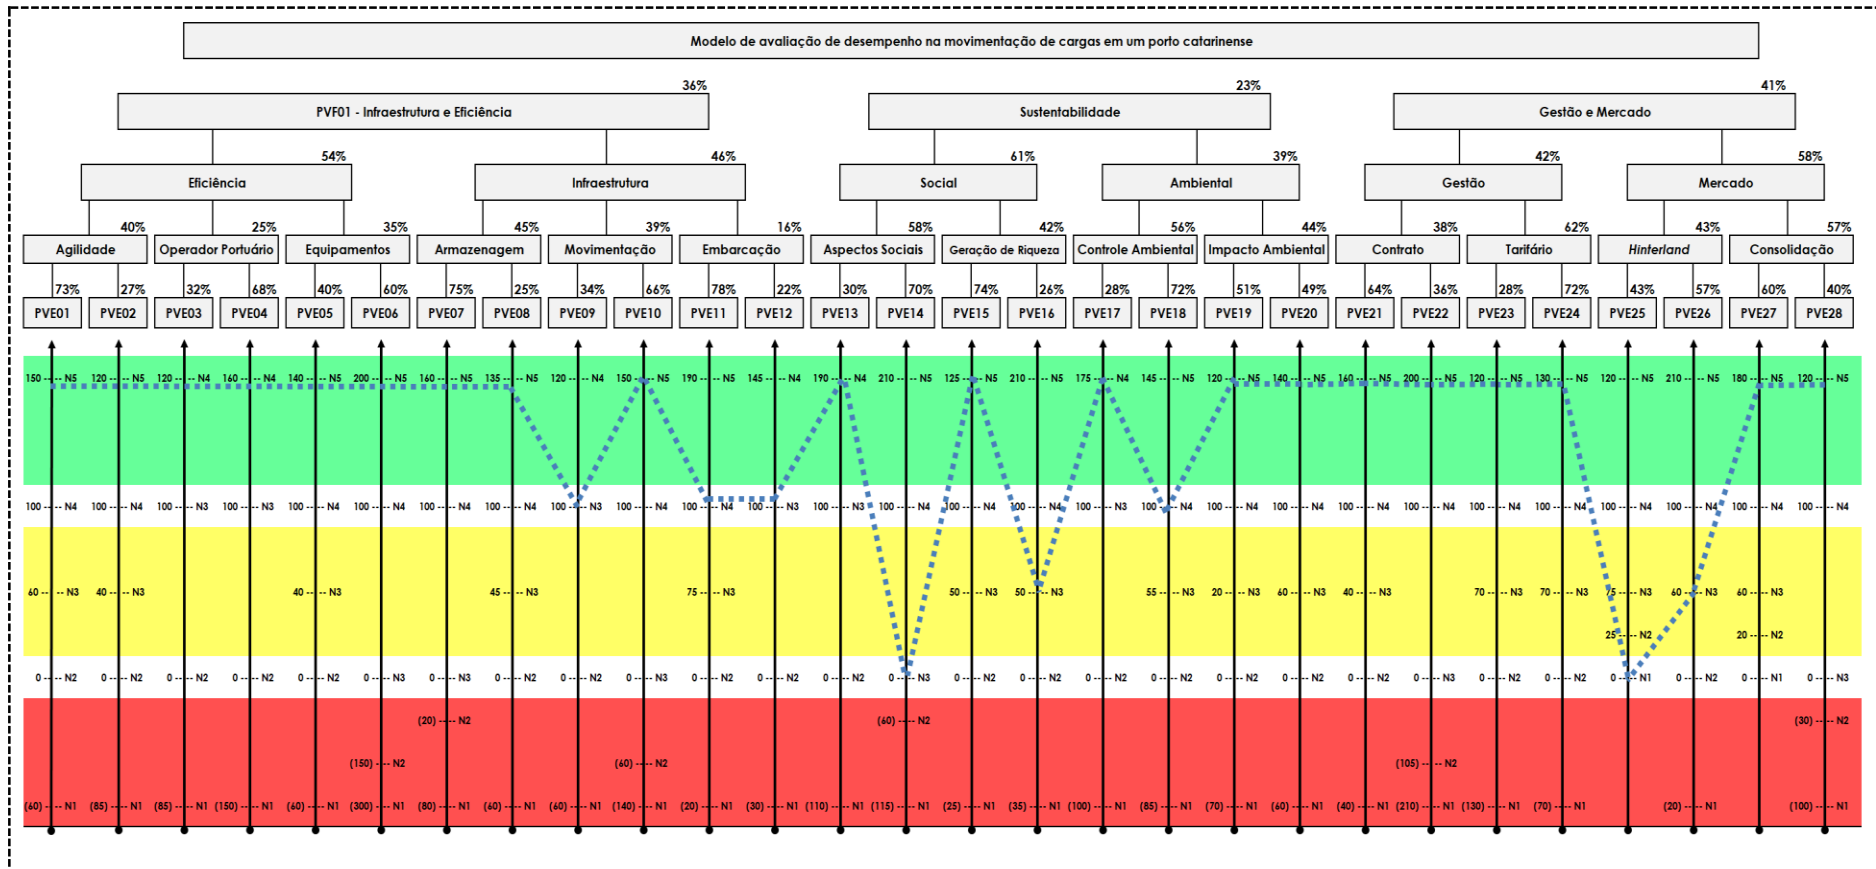 Modelo de avaliação de desempenho na movimentação de cargas em um porto catarinense
36% 23% 41%
PVF01 - Infraestrutura e Eficiência Sustentabilidade Gestão e Mercado
54% 46% 61% 39% 42% 58%
Eficiência Infraestrutura Social Ambiental Gestão Mercado
40% 25% 35% 45% 39% 16% 58% 42% 56% 44% 38% 62% 43% 57%
Agilidade Operador Portuário Equipamentos Armazenagem Movimentação Embarcação Aspectos Sociais Geração de Riqueza Controle Ambiental Impacto Ambiental Contrato Tarifário Hinterland Consolidação
73% 27% 32% 68% 40% 60% 75% 25% 34% 66% 78% 22% 30% 70% 74% 26% 28% 72% 51% 49% 64% 36% 28% 72% 43% 57% 60% 40%
PVE01 PVE02 PVE03 PVE04 PVE05 PVE06 PVE07 PVE08 PVE09 PVE10 PVE11 PVE12 PVE13 PVE14 PVE15 PVE16 PVE17 PVE18 PVE19 PVE20 PVE21 PVE22 PVE23 PVE24 PVE25 PVE26 PVE27 PVE28
150 ---- N5 120 ---- N5 120 ---- N4 160 ---- N4 140 ---- N5 200 ---- N5 160 ---- N5 135 ---- N5 120 ---- N4 150 ---- N5 190 ---- N5 145 ---- N4 190 ---- N4 210 ---- N5 125 ---- N5 210 ---- N5 175 ---- N4 145 ---- N5 120 ---- N5 140 ---- N5 160 ---- N5 200 ---- N5 120 ---- N5 130 ---- N5 120 ---- N5 210 ---- N5 180 ---- N5 120 ---- N5
100 ---- N4 100 ---- N4 100 ---- N3 100 ---- N3 100 ---- N4 100 ---- N4 100 ---- N4 100 ---- N4 100 ---- N3 100 ---- N4 100 ---- N4 100 ---- N3 100 ---- N3 100 ---- N4 100 ---- N4 100 ---- N4 100 ---- N3 100 ---- N4 100 ---- N4 100 ---- N4 100 ---- N4 100 ---- N4 100 ---- N4 100 ---- N4 100 ---- N4 100 ---- N4 100 ---- N4 100 ---- N4
60 ---- N3 40 ---- N3 40 ---- N3 45 ---- N3 75 ---- N3 50 ---- N3 50 ---- N3 55 ---- N3 20 ---- N3 60 ---- N3 40 ---- N3 70 ---- N3 70 ---- N3 75 ---- N3 60 ---- N3 60 ---- N3
25 ---- N2 20 ---- N2
0 ---- N2 0 ---- N2 0 ---- N2 0 ---- N2 0 ---- N2 0 ---- N3 0 ---- N3 0 ---- N2 0 ---- N2 0 ---- N3 0 ---- N2 0 ---- N2 0 ---- N2 0 ---- N3 0 ---- N2 0 ---- N2 0 ---- N2 0 ---- N2 0 ---- N2 0 ---- N2 0 ---- N2 0 ---- N3 0 ---- N2 0 ---- N2 0 ---- N1 0 ---- N2 0 ---- N1 0 ---- N3
(20) ---- N2 (60) ---- N2 (30) ---- N2
(150) ---- N2 (60) ---- N2 (105) ---- N2
(60) ---- N1 (85) ---- N1 (85) ---- N1 (150) ---- N1 (60) ---- N1 (300) ---- N1 (80) ---- N1 (60) ---- N1 (60) ---- N1 (140) ---- N1 (20) ---- N1 (30) ---- N1 (110) ---- N1 (115) ---- N1 (25) ---- N1 (35) ---- N1 (100) ---- N1 (85) ---- N1 (70) ---- N1 (60) ---- N1 (40) ---- N1 (210) ---- N1 (130) ---- N1 (70) ---- N1 (20) ---- N1 (100) ---- N1